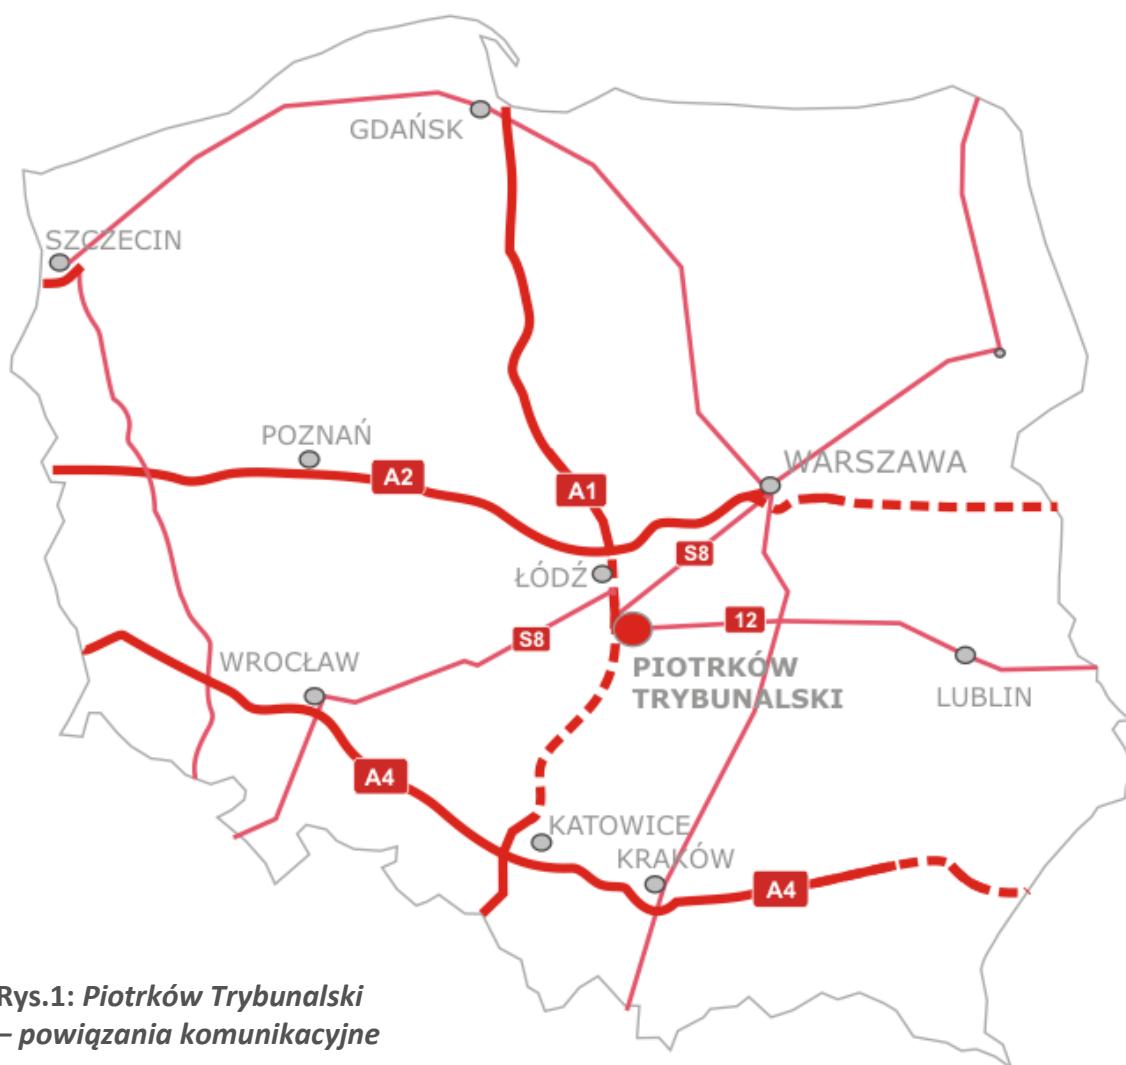 GDAŃSK
SZCZECIN
POZNAŃ
A2
A1
WARSZAWA
S8
ŁÓDŹ
12
S8
WROCŁAW
PIOTRKÓW
TRYBUNALSKI
LUBLIN
A4
KATOWICE
KRAKÓW
A4
Rys.1: Piotrków Trybunalski
– powiązania komunikacyjne